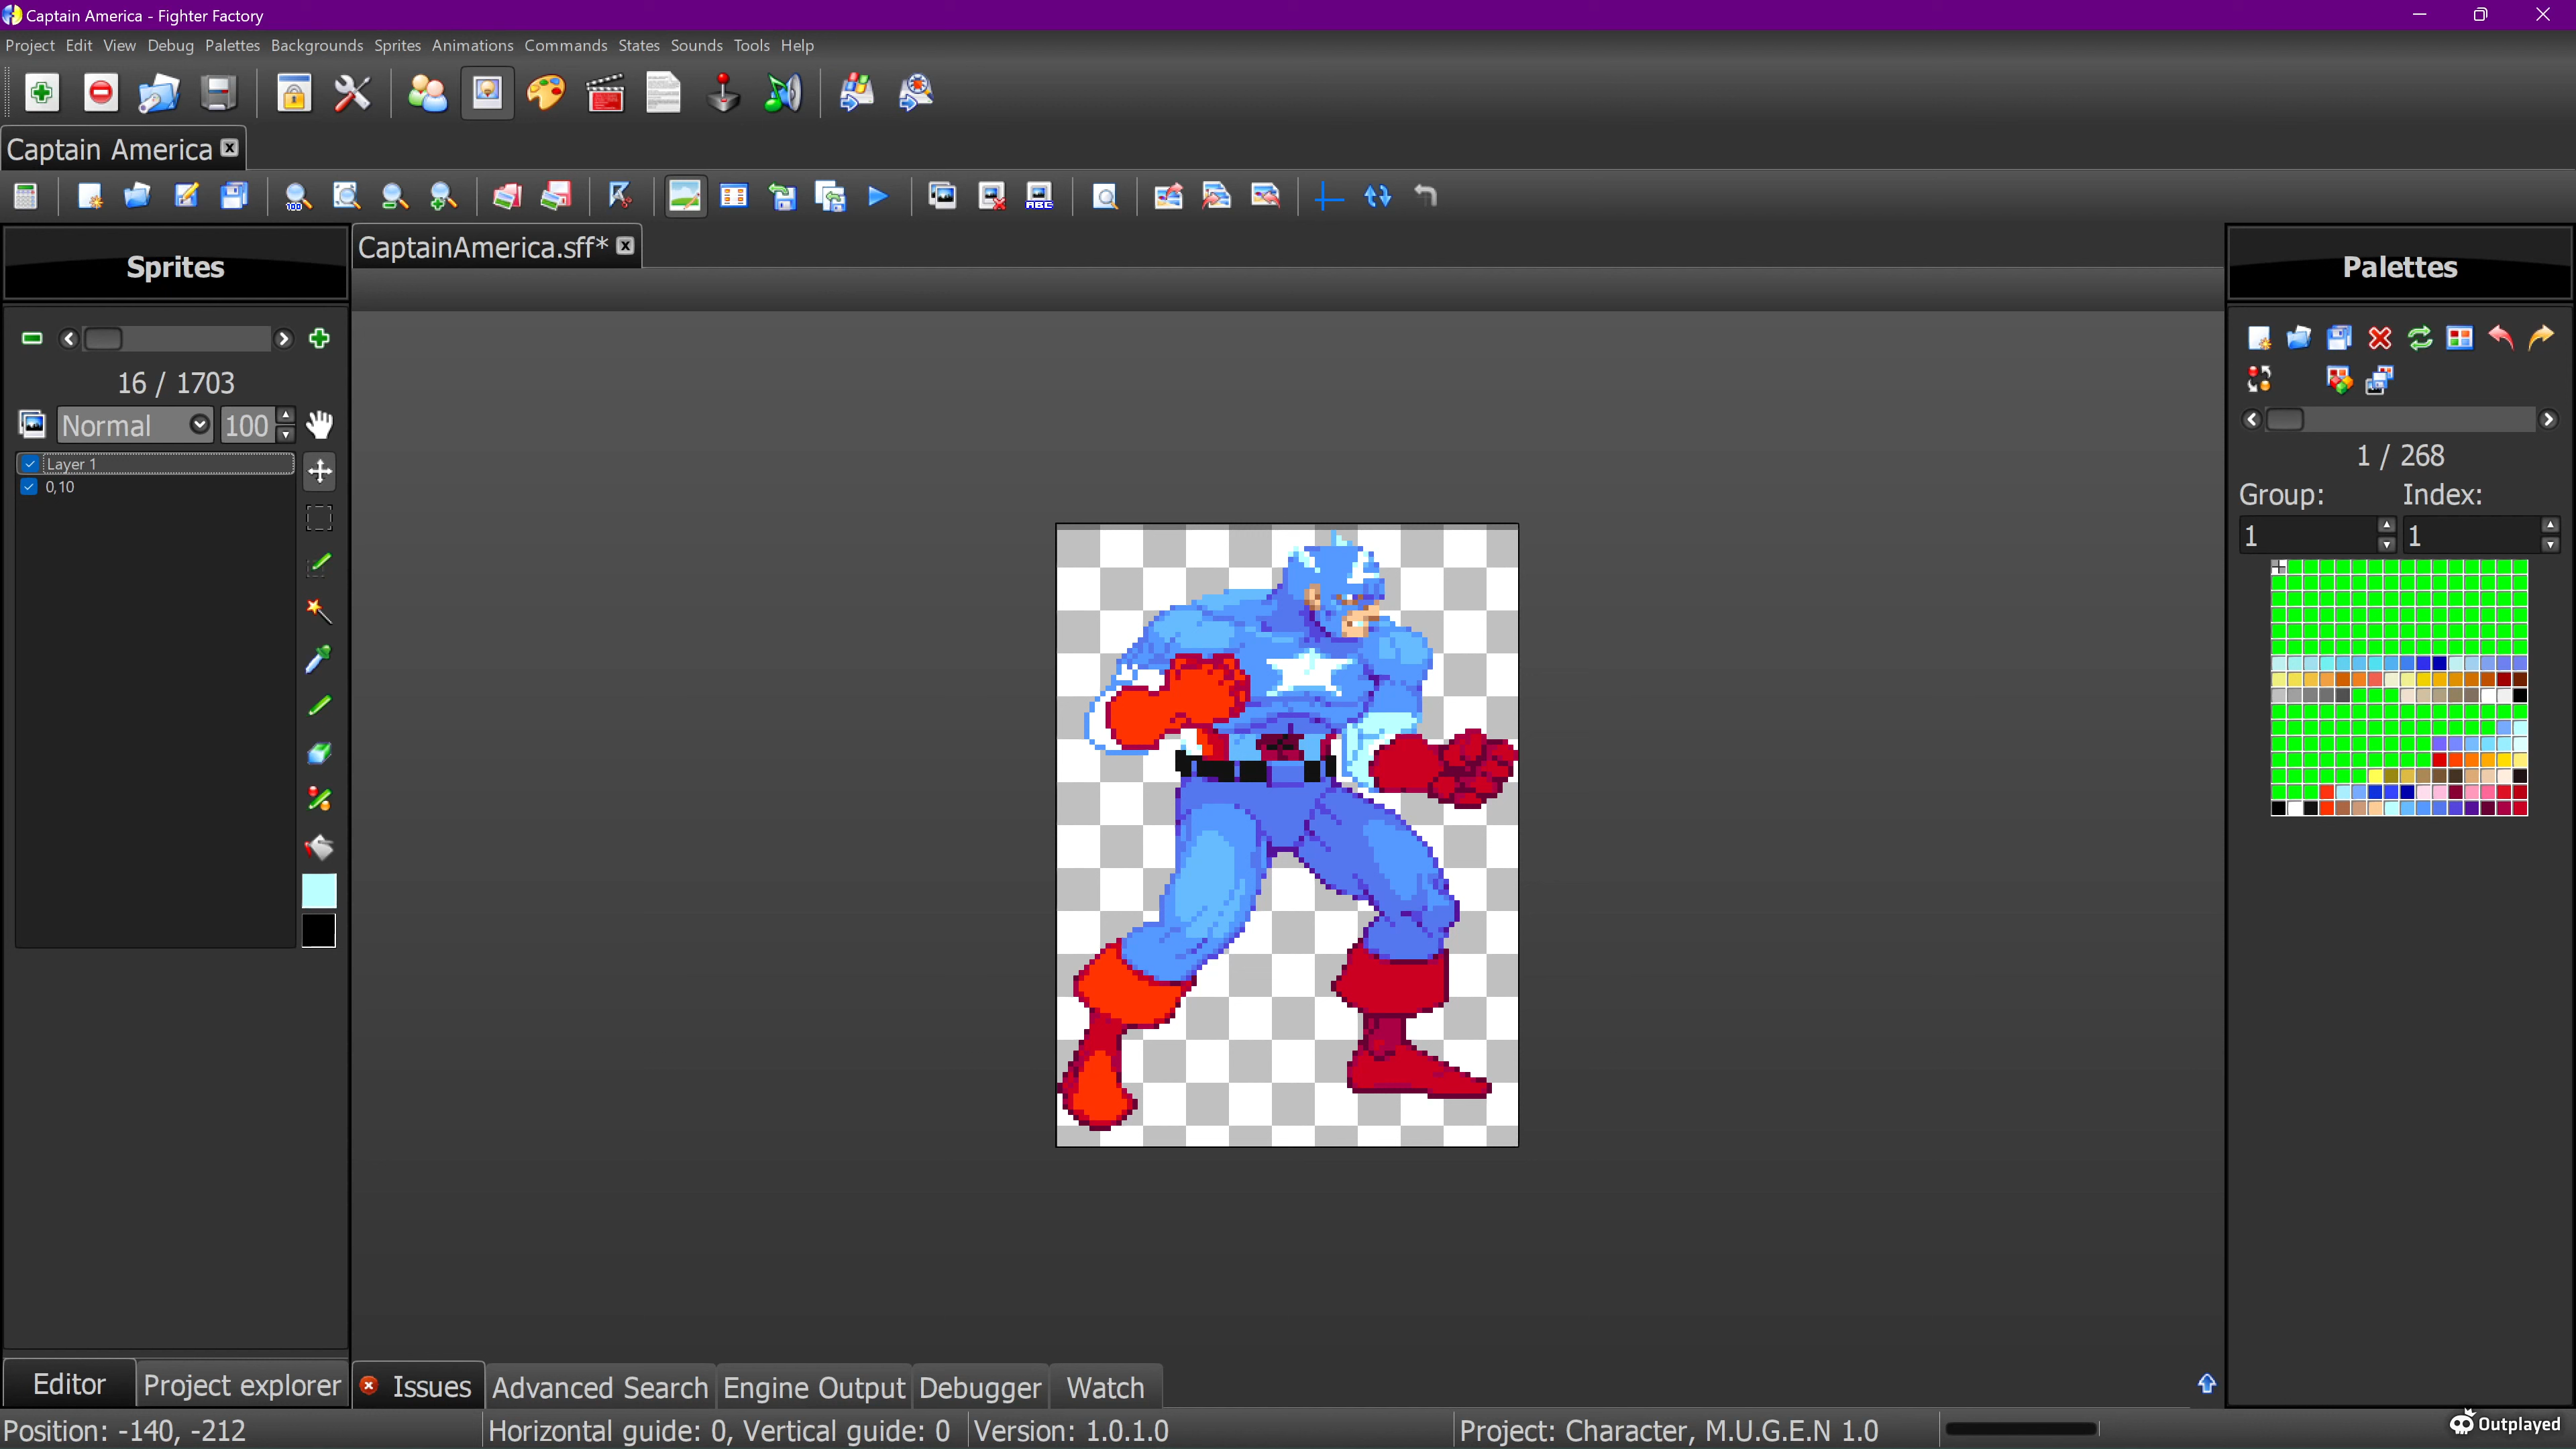 Captain America - Fighter Factory
Project Edit View Debug Palettes Backgrounds Sprites Animations Commands States Sounds Tools Help
Captain America
100
ABC
Sprites
CaptainAmerica.sff*
Palettes
16 / 1703
Normal 100
Layer 1
0,10
1 / 268
Group: Index:
1 1
Editor Project explorer Issues Advanced Search Engine Output Debugger Watch
Position: -140, -212 Horizontal guide: 0, Vertical guide: 0 Version: 1.0.1.0 Project: Character, M.U.G.E.N 1.0
Outplayed